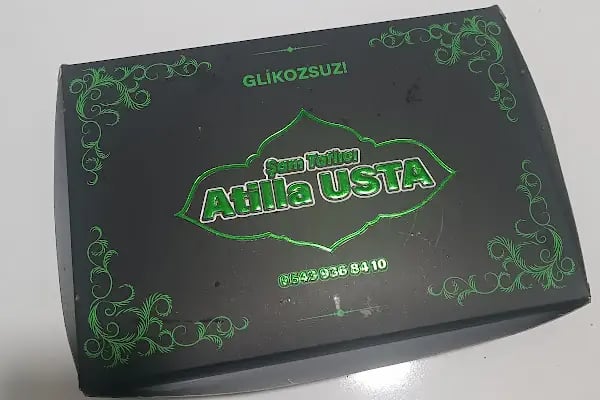 GLİKOZSUZ!
Şam Tatlıcı
Atilla USTA
0543 936 84 10